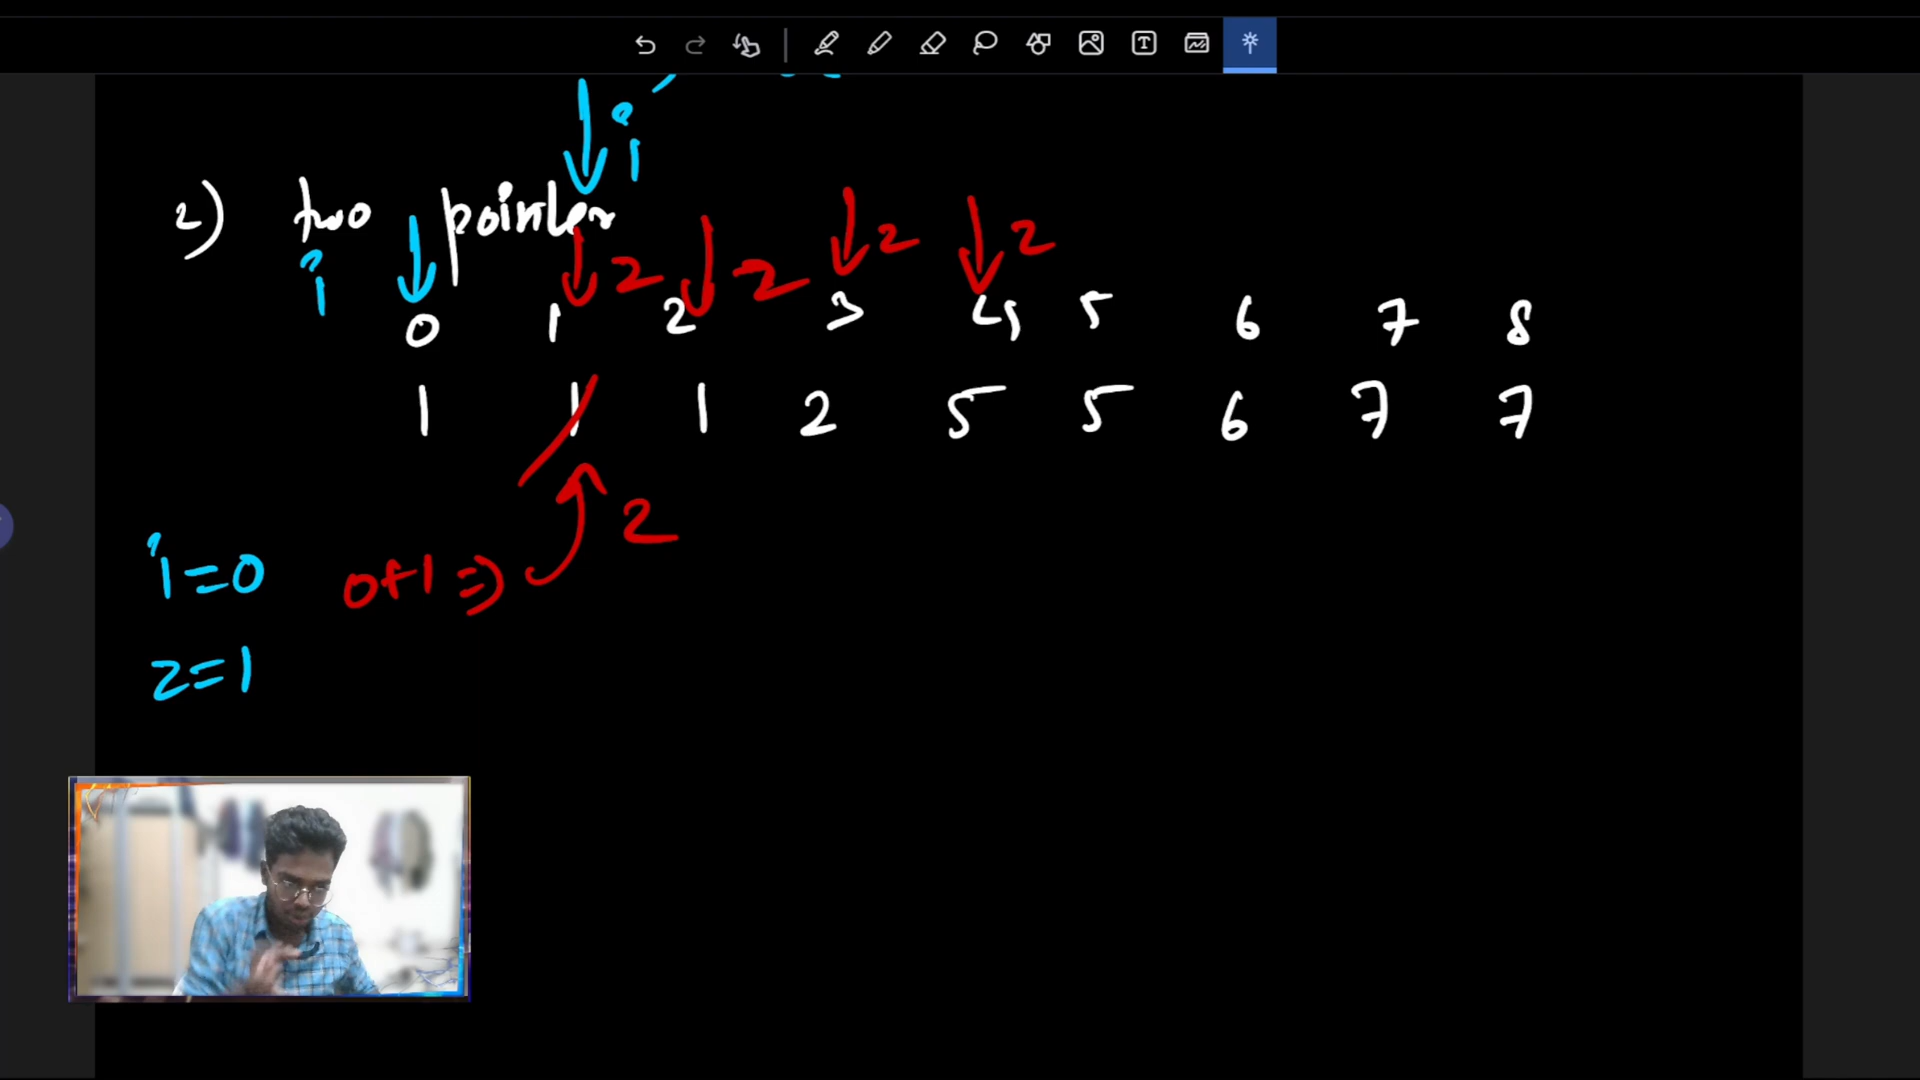 i
2) two pointer
i 2 2 2 2
0 1 2 3 4 5 6 7 8
1 1 1 2 5 5 6 7 7
2
i=0 0+1 =>
2=1